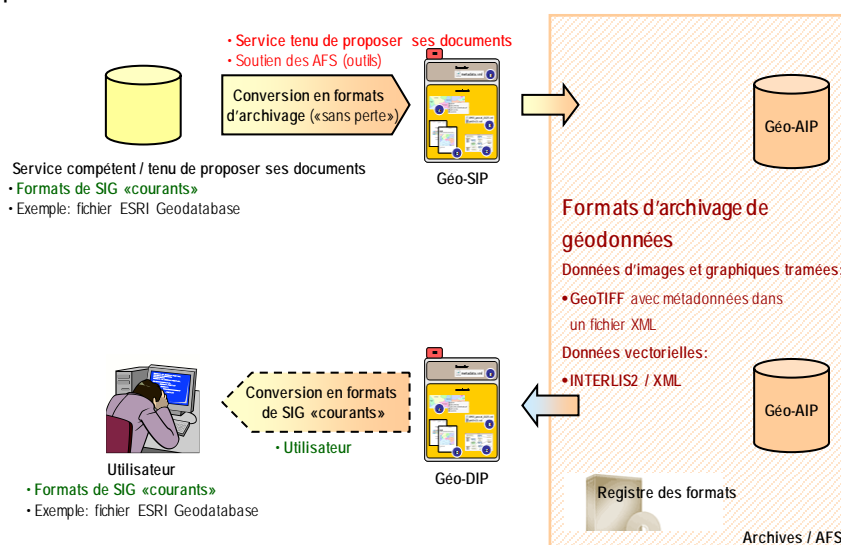 • Service tenu de proposer ses documents
• Soutien des AFS (outils)
Conversion en formats
d'archivage («sans perte»)
Géo-SIP
Géo-AIP
Service compétent / tenu de proposer ses documents
• Formats de SIG «courants»
• Exemple: fichier ESRI Geodatabase
Formats d'archivage de
géodonnées
Données d'images et graphiques tramées:
• GeoTIFF avec métadonnées dans
un fichier XML
Données vectorielles:
• INTERLIS2 / XML
Conversion en formats
de SIG «courants»
• Utilisateur
Géo-DIP
Géo-AIP
Utilisateur
• Formats de SIG «courants»
• Exemple: fichier ESRI Geodatabase
Registre des formats
Archives / AFS